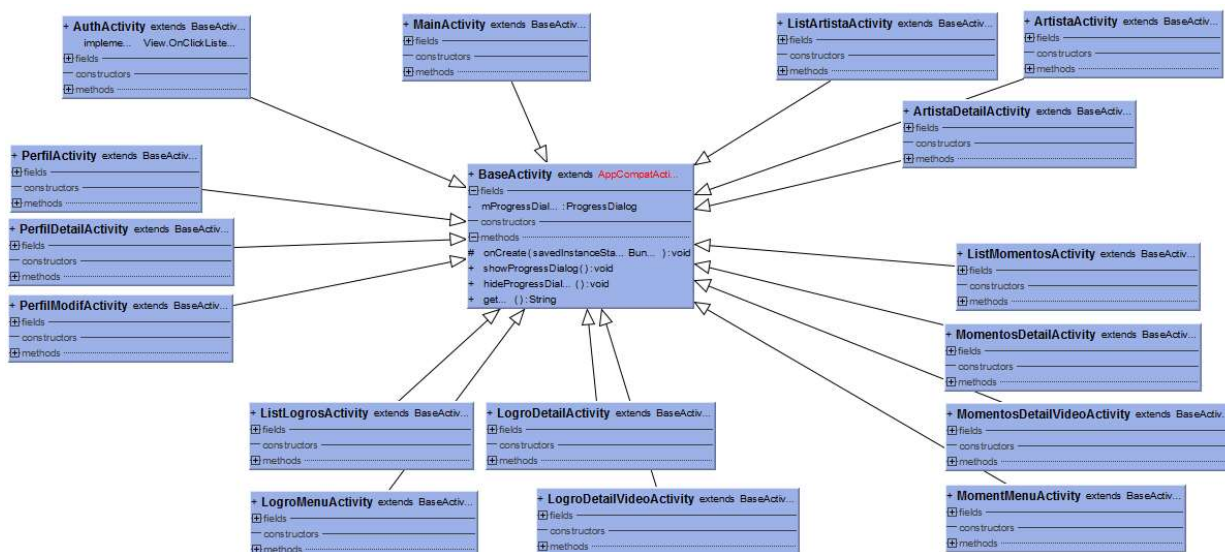 + AuthActivity extends BaseActiv...
impleme... View.OnClickListe...
fields
constructors
methods
+ MainActivity extends BaseActiv...
fields
constructors
methods
+ ListArtistaActivity extends BaseActiv...
fields
constructors
methods
+ ArtistaActivity extends BaseActiv...
fields
constructors
methods
+ ArtistaDetailActivity extends BaseActiv...
fields
constructors
methods
+ PerfilActivity extends BaseActiv...
fields
constructors
methods
+ BaseActivity extends AppCompatActi...
fields
- mProgressDial... : ProgressDialog
constructors
methods
# onCreate ( savedInstanceSta... Bun... ) : void
+ showProgressDialog ( ) : void
+ hideProgressDial... ( ) : void
+ get... ( ) : String
+ PerfilDetailActivity extends BaseActiv...
fields
constructors
methods
+ PerfilModifActivity extends BaseActiv...
fields
constructors
methods
+ ListMomentosActivity extends BaseActiv...
fields
constructors
methods
+ MomentosDetailActivity extends BaseActiv...
fields
constructors
methods
+ ListLogrosActivity extends BaseActiv...
fields
constructors
methods
+ LogroDetailActivity extends BaseActiv...
fields
constructors
methods
+ MomentosDetailVideoActivity extends BaseActiv...
fields
constructors
methods
+ LogroMenuActivity extends BaseActiv...
fields
constructors
methods
+ LogroDetailVideoActivity extends BaseActiv...
fields
constructors
methods
+ MomentMenuActivity extends BaseActiv...
fields
constructors
methods